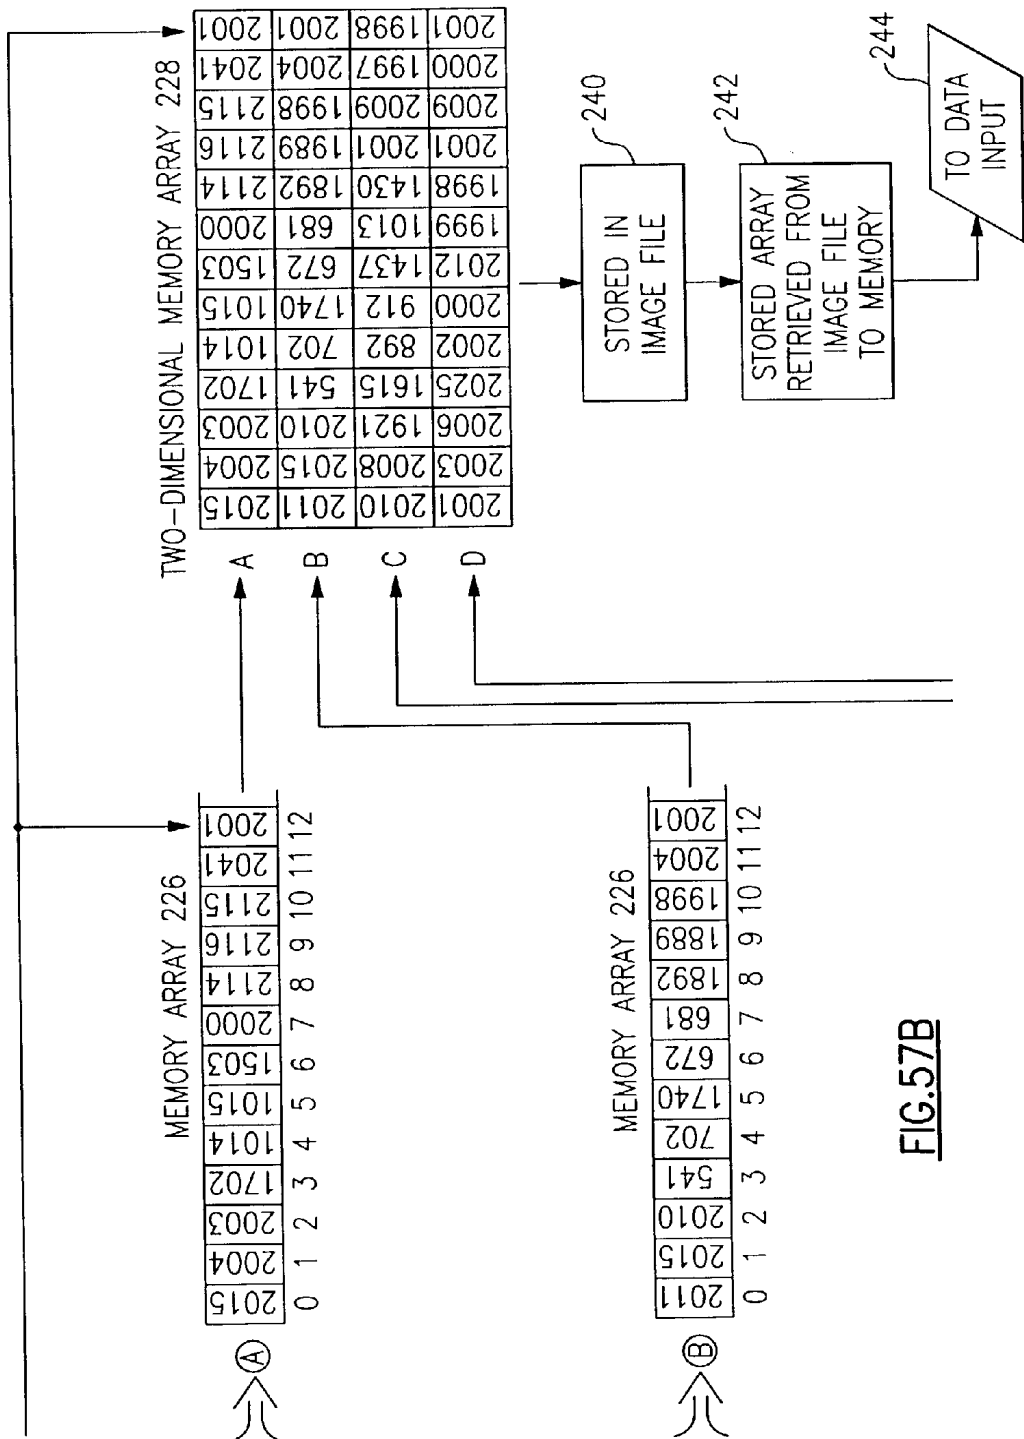 MEMORY ARRAY 226
A
2015 2004 2003 1702 1014 1015 1503 2000 2114 2116 2115 2041 2001
0 1 2 3 4 5 6 7 8 9 10 11 12
TWO-DIMENSIONAL MEMORY ARRAY 228
A 2015 2004 2003 1702 1014 1015 1503 2000 2114 2116 2115 2041 2001
B 2011 2015 2010 541 702 1740 672 681 1892 1989 1998 2004 2001
C 2010 2008 1921 1615 892 912 1437 1013 1430 2001 2009 1997 1998
D 2001 2003 2006 2025 2002 2000 2012 1999 1998 2001 2009 2000 2001
MEMORY ARRAY 226
B
2011 2015 2010 541 702 1740 672 681 1892 1889 1998 2004 2001
0 1 2 3 4 5 6 7 8 9 10 11 12
240
STORED IN
IMAGE FILE
242
STORED ARRAY
RETRIEVED FROM
IMAGE FILE
TO MEMORY
244
TO DATA
INPUT
FIG.57B